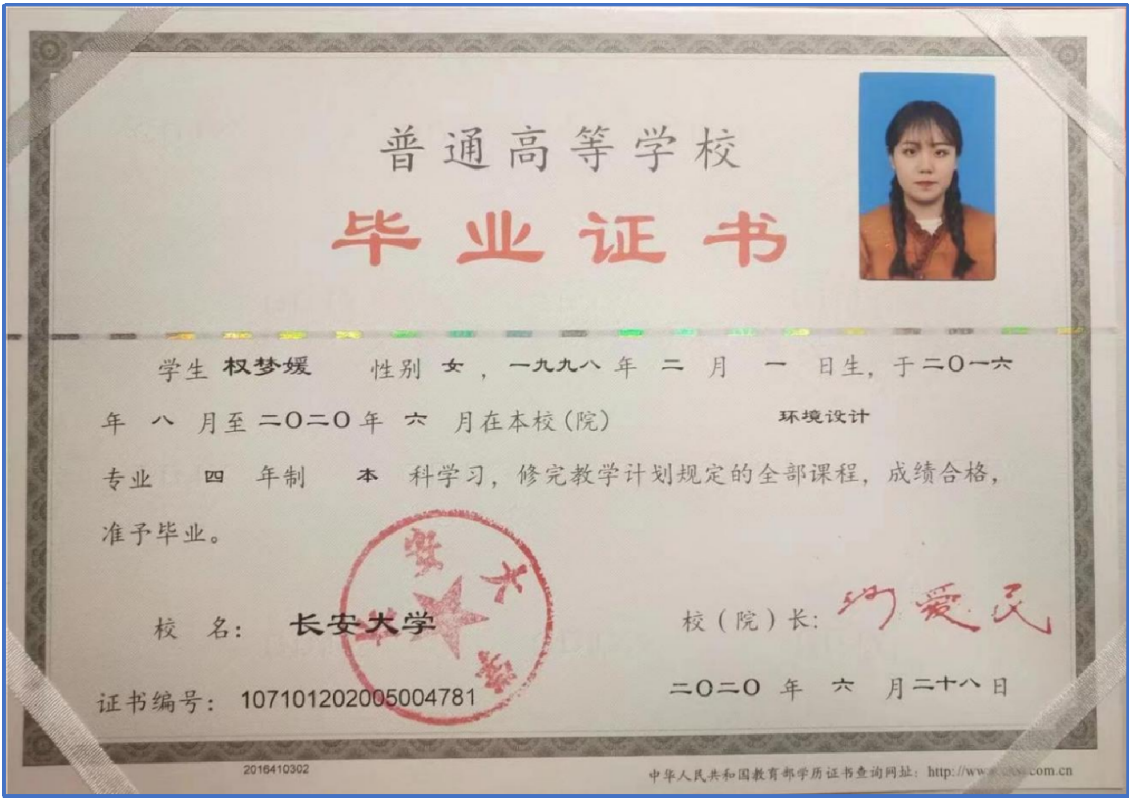 普通高等学校
毕业证书
学生 权梦媛 性别 女 ，一九九八 年 二 月 一 日生，于二〇一六
年 八 月至 二〇二〇 年 六 月在本校（院） 环境设计
专业 四 年制 本 科学习，修完教学计划规定的全部课程，成绩合格，
准予毕业。
校 名： 长安大学
校（院）长：
证书编号： 107101202005004781
二〇二〇 年 六 月二十八日
2016410302
中华人民共和国教育部学历证书查询网址： http://www.chsi.com.cn